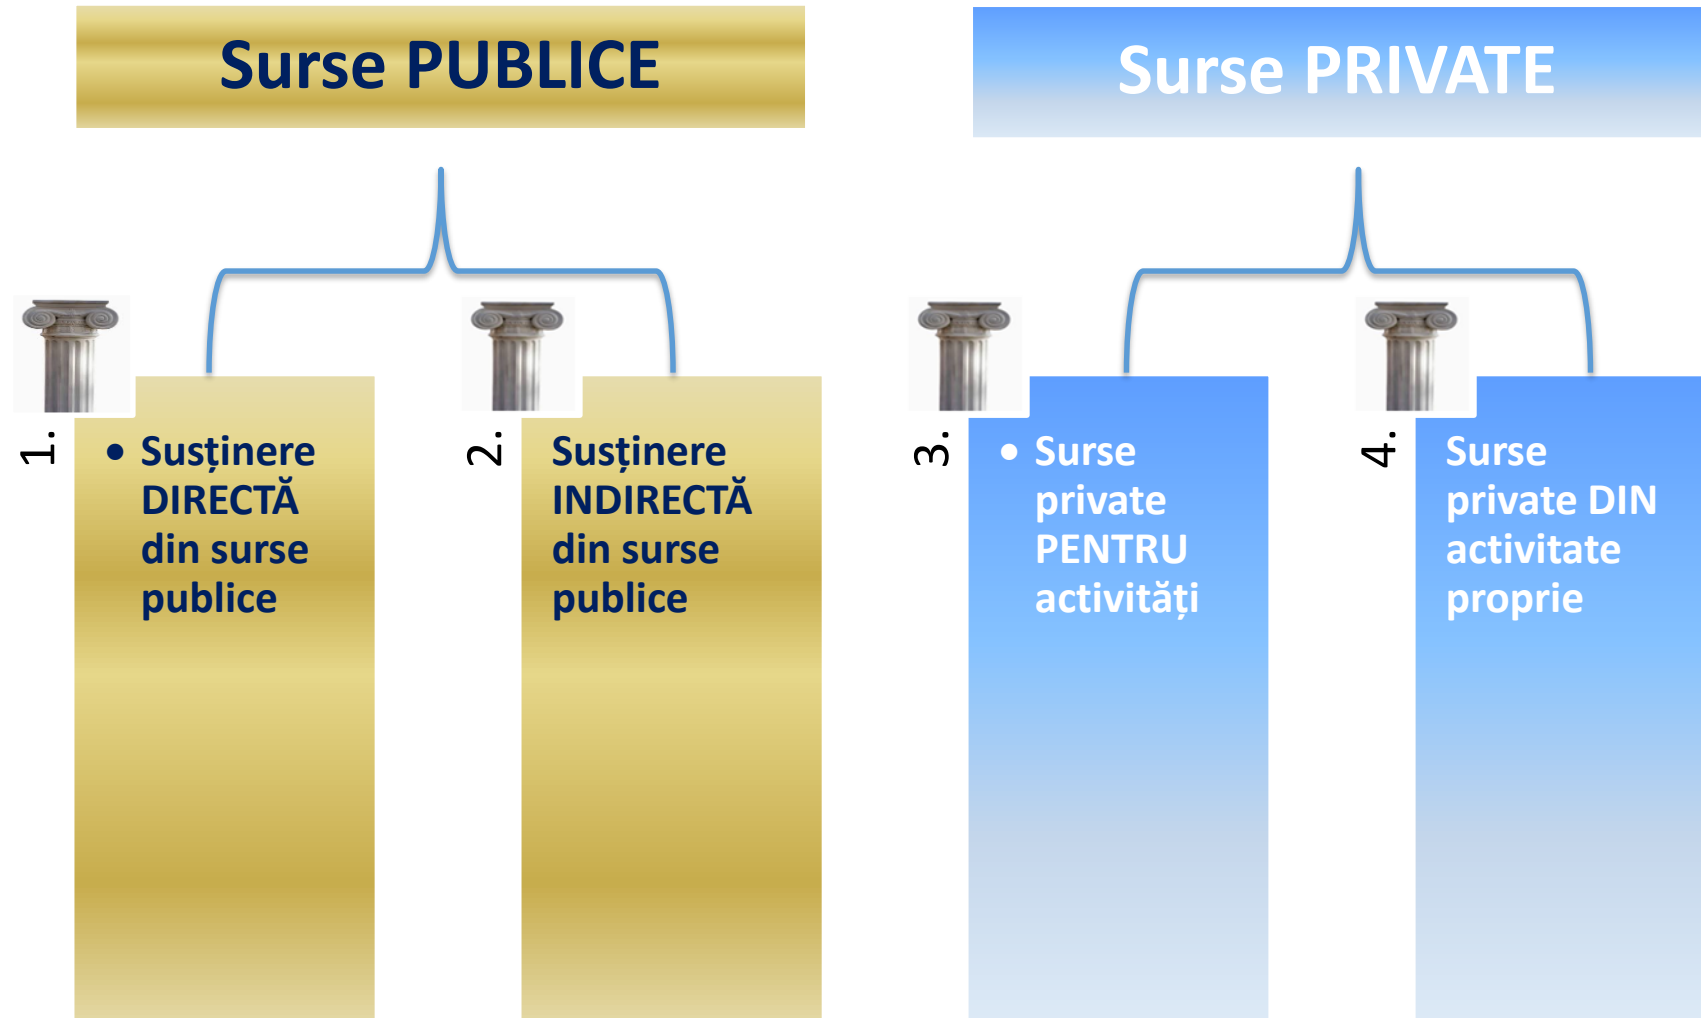 Surse PUBLICE
1.
• Susținere
DIRECTĂ
din surse
publice
2.
Susținere
INDIRECTĂ
din surse
publice
Surse PRIVATE
3.
• Surse
private
PENTRU
activități
4.
Surse
private DIN
activitate
proprie